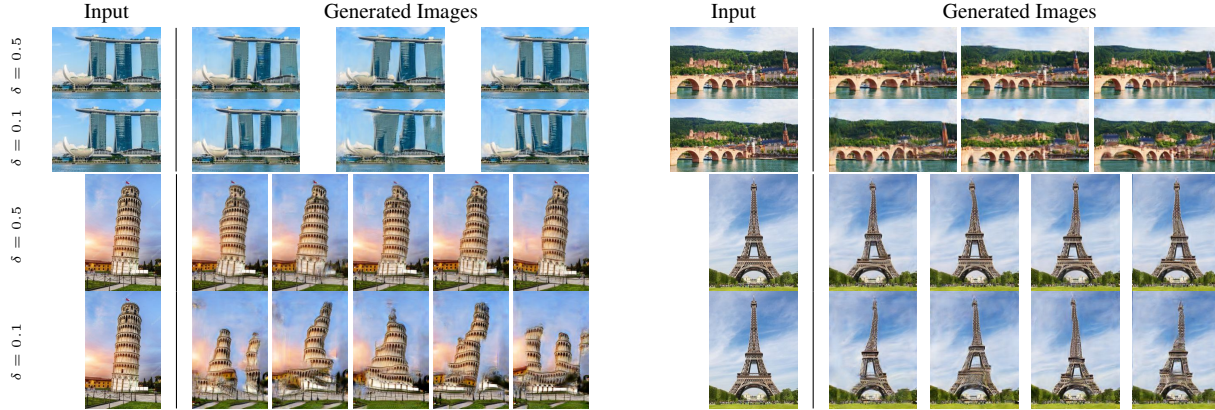 Input Generated Images Input Generated Images
δ = 0.5
δ = 0.1
δ = 0.5
δ = 0.1